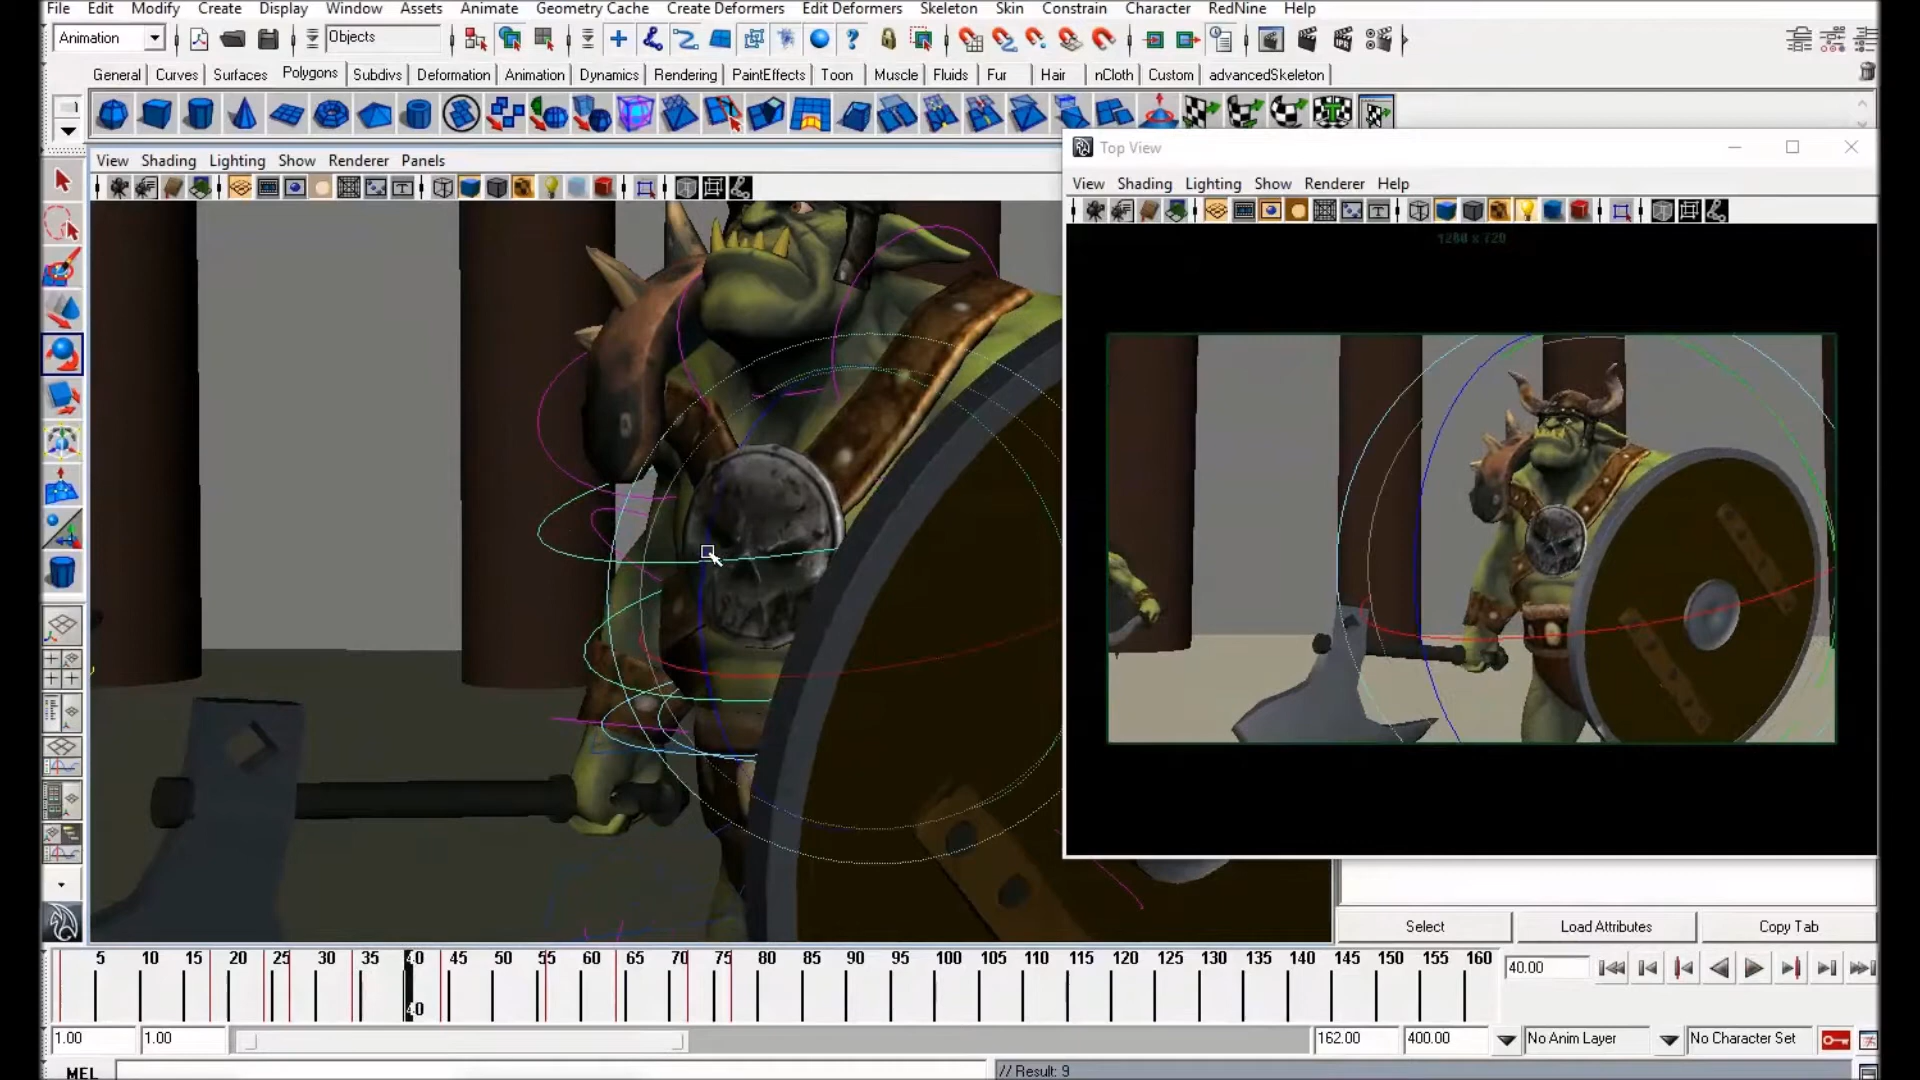 File Edit Modify Create Display Window Assets Animate Geometry Cache Create Deformers Edit Deformers Skeleton Skin Constrain Character RedNine Help
Animation Objects
General Curves Surfaces Polygons Subdivs Deformation Animation Dynamics Rendering PaintEffects Toon Muscle Fluids Fur Hair nCloth Custom advancedSkeleton
View Shading Lighting Show Renderer Panels
Top View
View Shading Lighting Show Renderer Help
1280 x 720
Select Load Attributes Copy Tab
5 10 15 20 25 30 35 40 45 50 55 60 65 70 75 80 85 90 95 100 105 110 115 120 125 130 135 140 145 150 155 160
40
40.00
1.00 1.00 162.00 400.00 No Anim Layer No Character Set
MEL // Result: 9